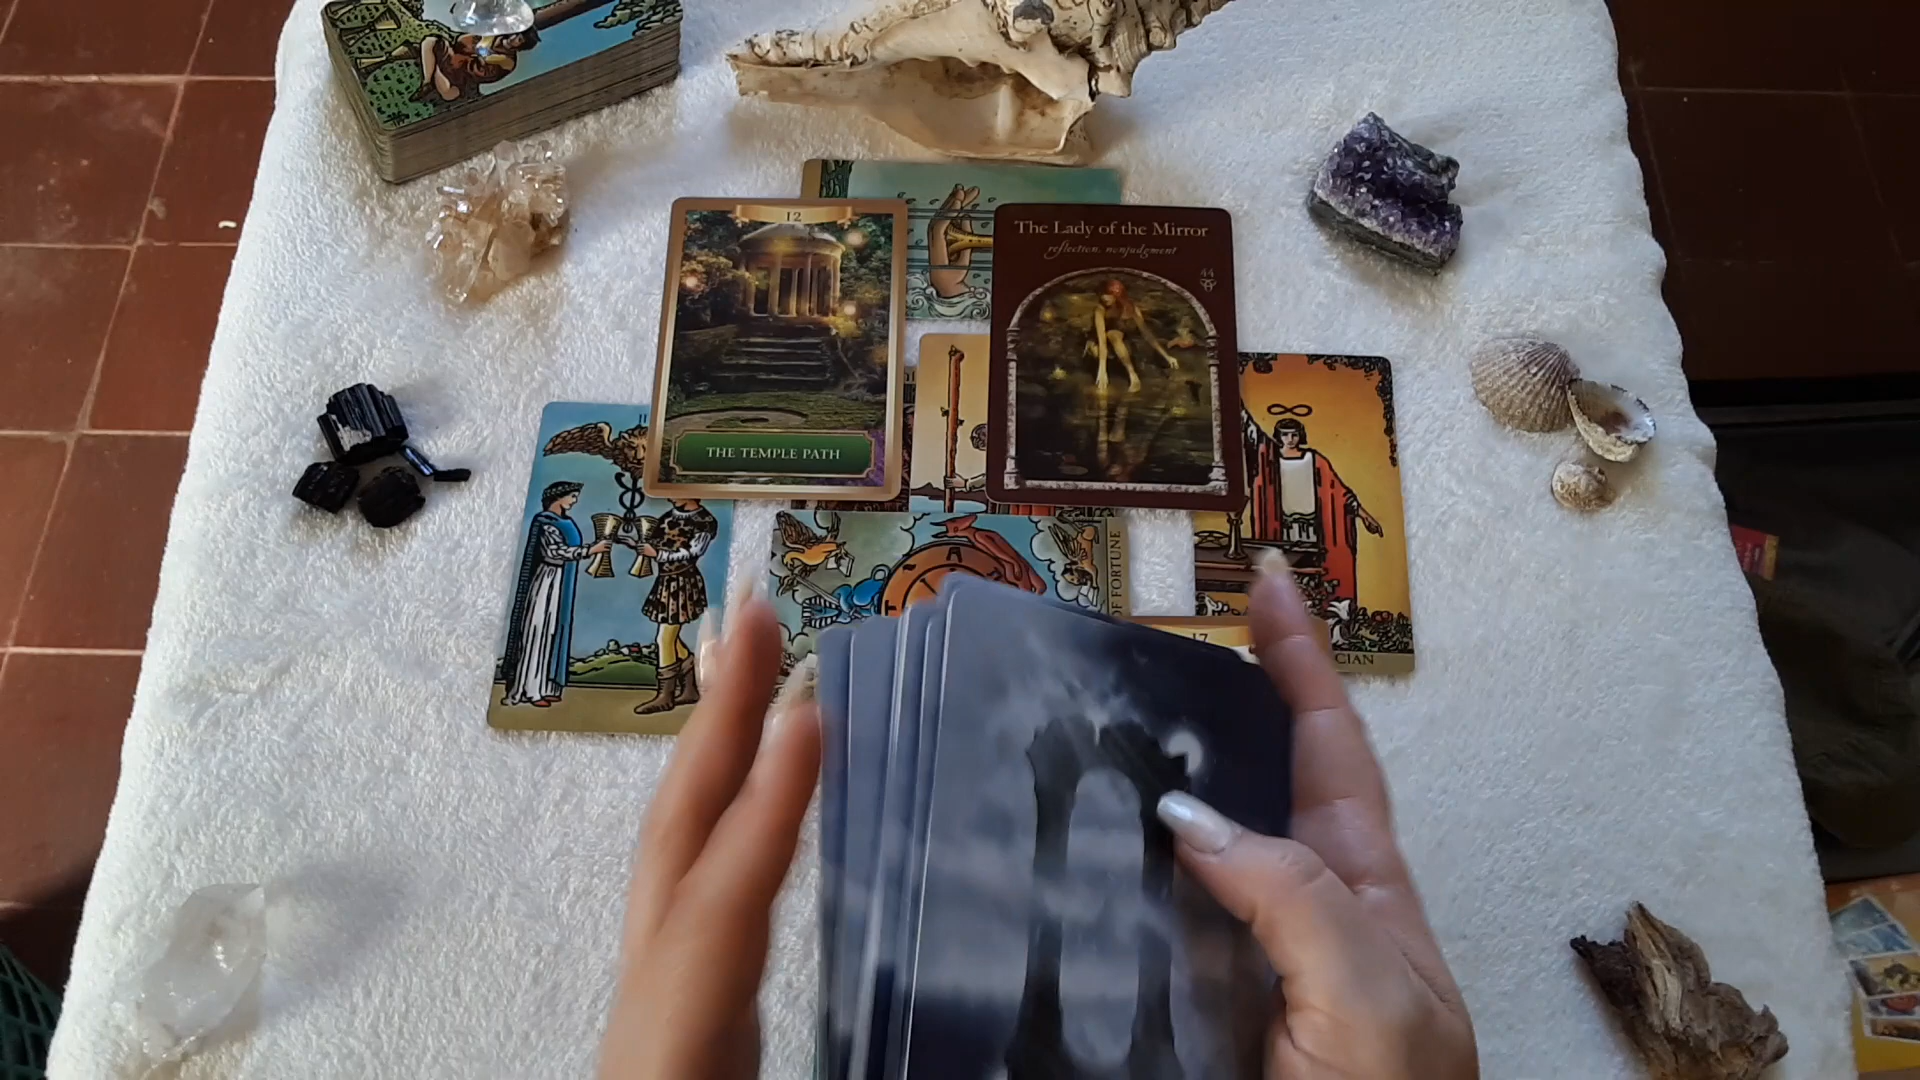 12
THE TEMPLE PATH
The Lady of the Mirror
reflection, nonjudgment
44
OF FORTUNE
17
CIAN